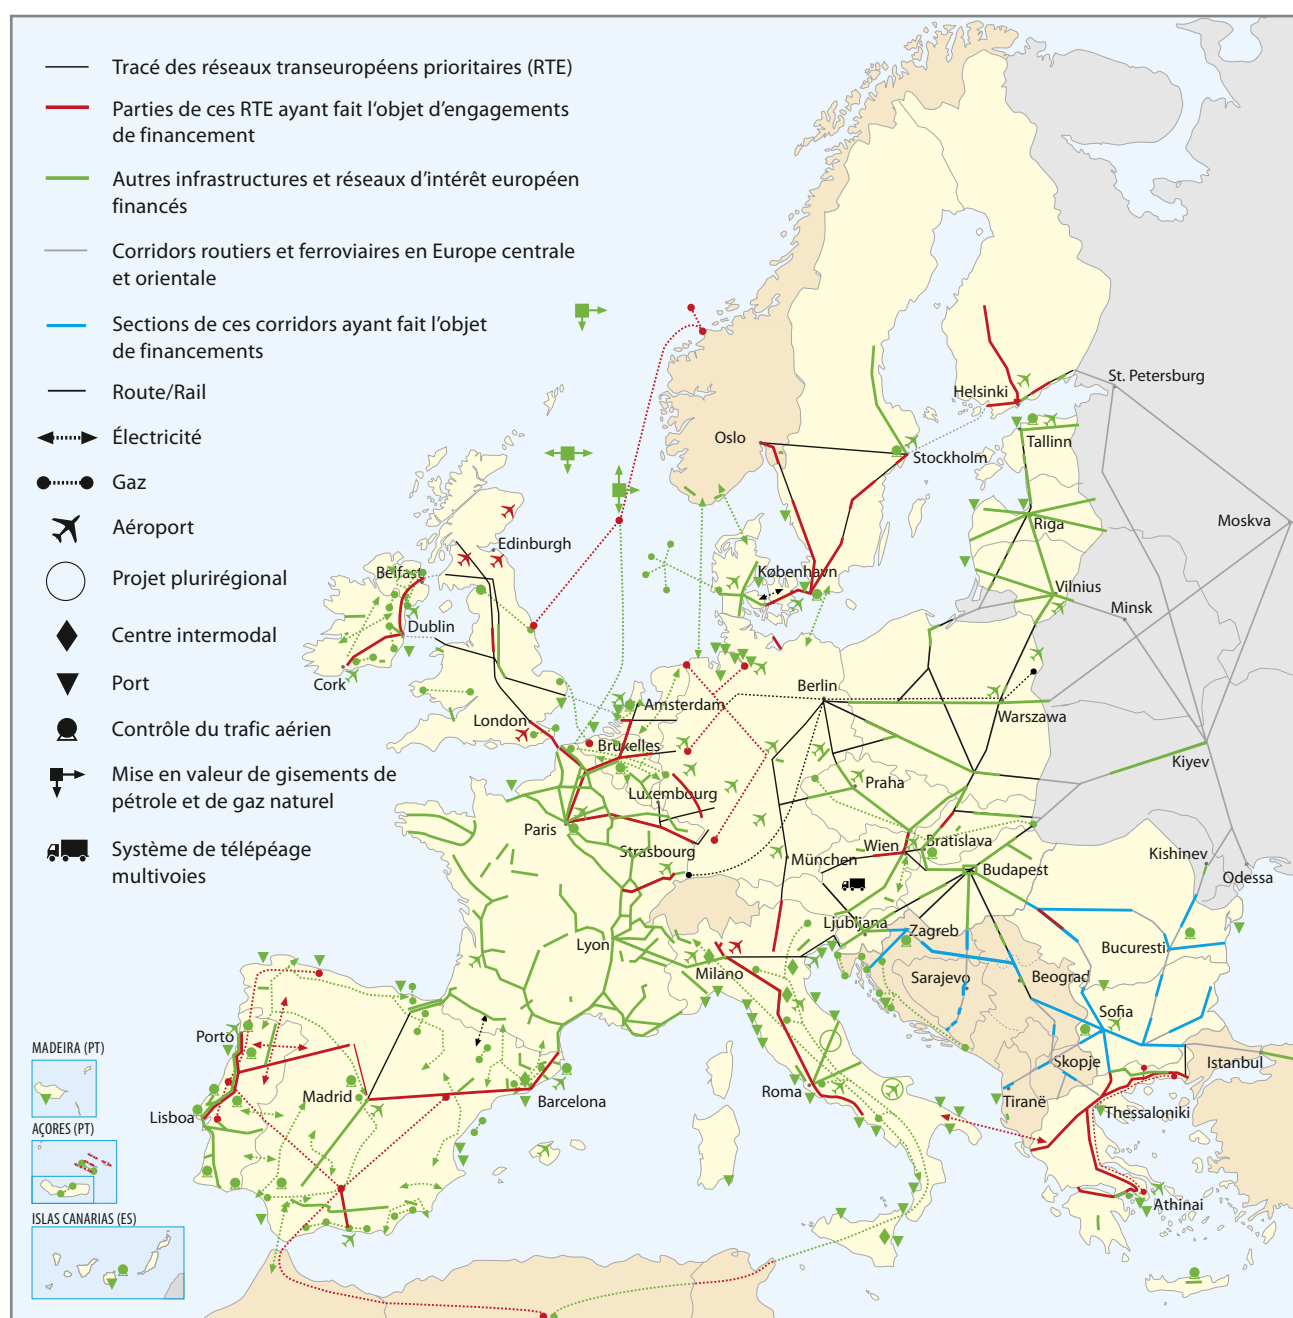 Tracé des réseaux transeuropéens prioritaires (RTE)
Parties de ces RTE ayant fait l‘objet d’engagements
de financement
Autres infrastructures et réseaux d’intérêt européen
financés
Corridors routiers et ferroviaires en Europe centrale
et orientale
Sections de ces corridors ayant fait l’objet
de financements
Route/Rail
Électricité
Gaz
Aéroport
Projet plurirégional
Centre intermodal
Port
Contrôle du trafic aérien
Mise en valeur de gisements de
pétrole et de gaz naturel
Système de télépéage
multivoies
St. Petersburg
Helsinki
Oslo
Tallinn
Stockholm
Moskva
Riga
Edinburgh
Belfast
København
Vilnius
Minsk
Dublin
Cork
Berlin
Amsterdam
Warszawa
London
Bruxelles
Kiyev
Praha
Luxembourg
Paris
Strasbourg
Wien
Bratislava
München
Budapest
Kishinev
Odessa
Ljubljana
Zagreb
Lyon
Milano
Bucuresti
Sarajevo
Beograd
Sofia
Porto
MADEIRA (PT)
Skopje
Istanbul
Madrid
Roma
Tiranë
Barcelona
Lisboa
Thessaloniki
AÇORES (PT)
Athinai
ISLAS CANARIAS (ES)